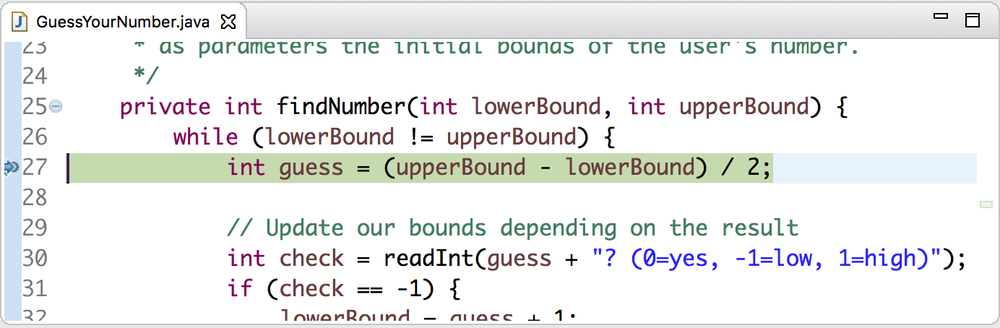 GuessYourNumber.java
23 * as parameters the initial bounds of the user's number.
24 */
25 private int findNumber(int lowerBound, int upperBound) {
26 while (lowerBound != upperBound) {
27 int guess = (upperBound - lowerBound) / 2;
28
29 // Update our bounds depending on the result
30 int check = readInt(guess + "? (0=yes, -1=low, 1=high)");
31 if (check == -1) {
32 lowerBound = guess + 1;